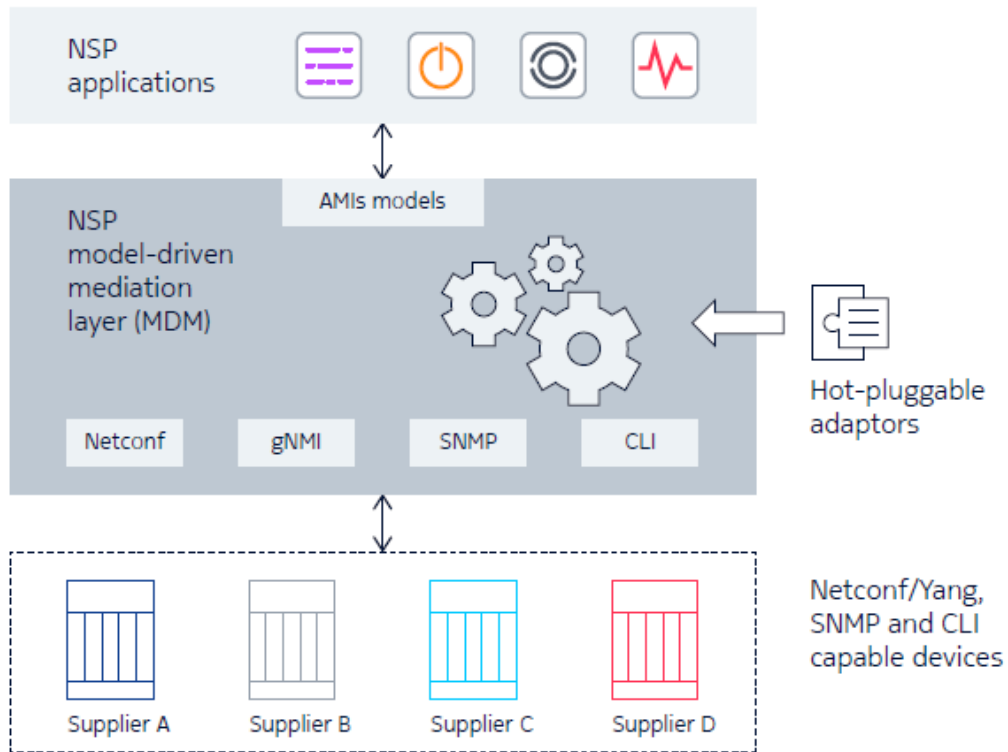 NSP
applications
AMIs models
NSP
model-driven
mediation
layer (MDM)
Hot-pluggable
adaptors
Netconf
gNMI
SNMP
CLI
Netconf/Yang,
SNMP and CLI
capable devices
Supplier A
Supplier B
Supplier C
Supplier D